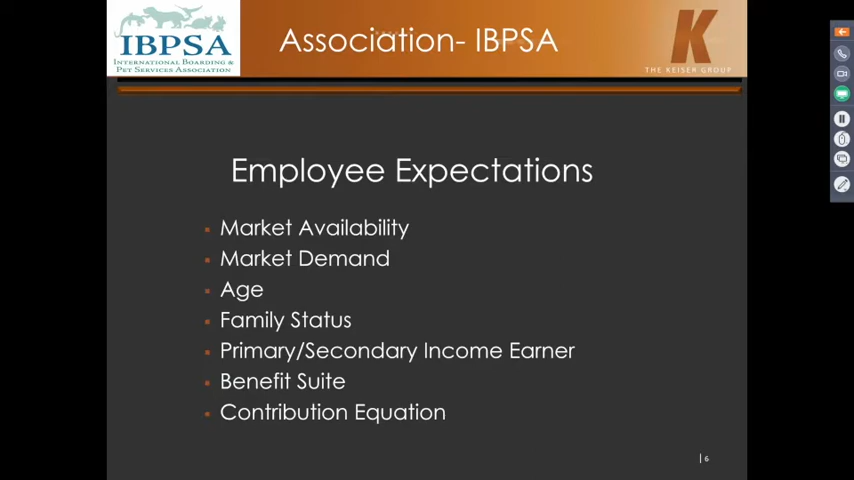 IBPSA
INTERNATIONAL BOARDING &
PET SERVICES ASSOCIATION
Association- IBPSA
K
THE KEISER GROUP
Employee Expectations
Market Availability
Market Demand
Age
Family Status
Primary/Secondary Income Earner
Benefit Suite
Contribution Equation
6